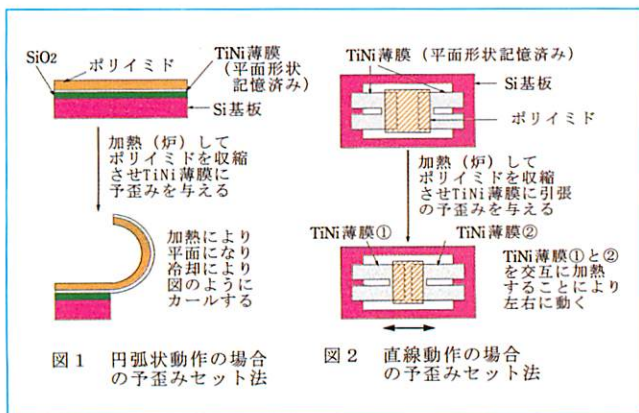 SiO2
ポリイミド
TiNi薄膜
（平面形状
記憶済み）
Si基板
加熱（炉）して
ポリイミドを収縮
させTiNi薄膜に
予歪みを与える
加熱により
平面になり
冷却により
図のように
カールする
図1 円弧状動作の場合
の予歪みセット法
TiNi薄膜（平面形状記憶済み）
Si基板
ポリイミド
加熱（炉）して
ポリイミドを収縮
させTiNi薄膜に引張
の予歪みを与える
TiNi薄膜①
TiNi薄膜②
TiNi薄膜①と②
を交互に加熱
することにより
左右に動く
図2 直線動作の場合
の予歪みセット法